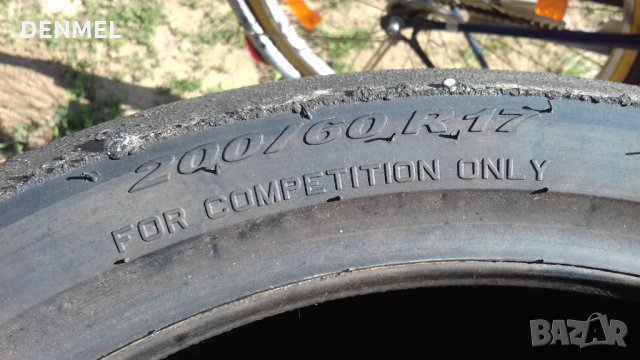 DENMEL
200/60 R17
FOR COMPETITION ONLY
BAZAR